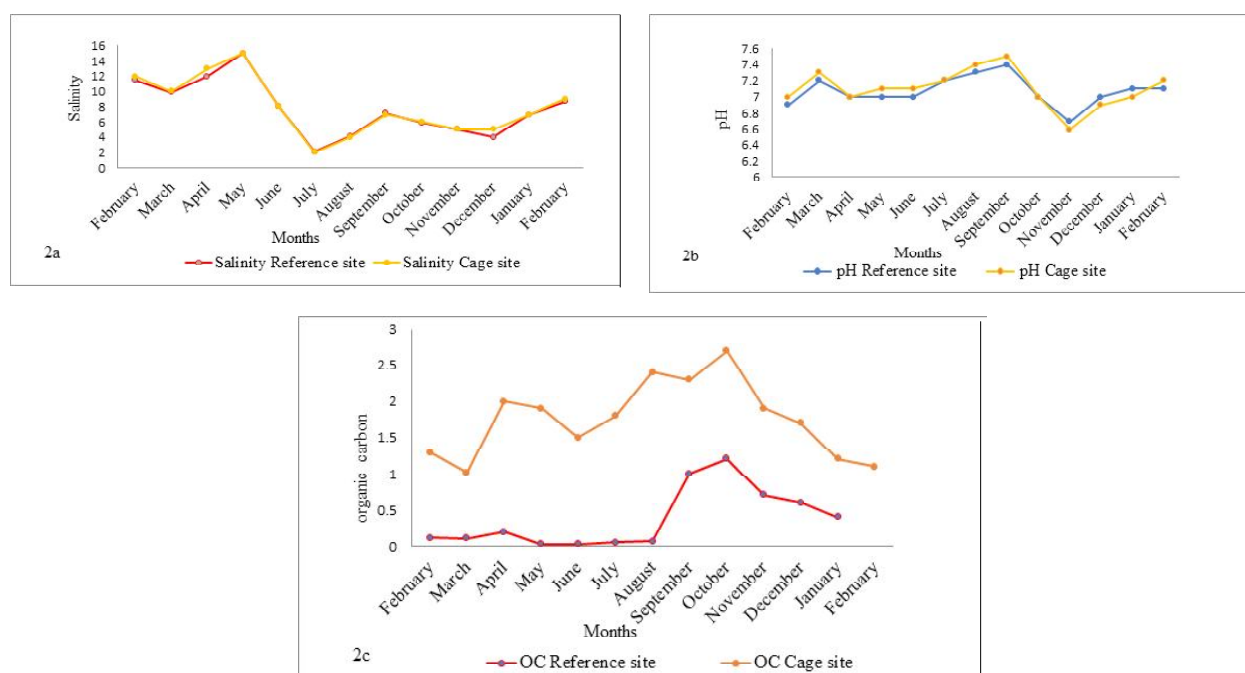 16
14
12
10
8
6
4
2
0
Salinity
February
March
April
May
June
July
August
September
October
November
December
January
February
Months
2a
Salinity Reference site
Salinity Cage site
7.6
7.4
7.2
7
6.8
6.6
6.4
6.2
6
pH
February
March
April
May
June
July
August
September
October
November
December
January
February
Months
2b
pH Reference site
pH Cage site
3
2.5
2
1.5
1
0.5
0
organic carbon
February
March
April
May
June
July
August
September
October
November
December
January
February
Months
2c
OC Reference site
OC Cage site